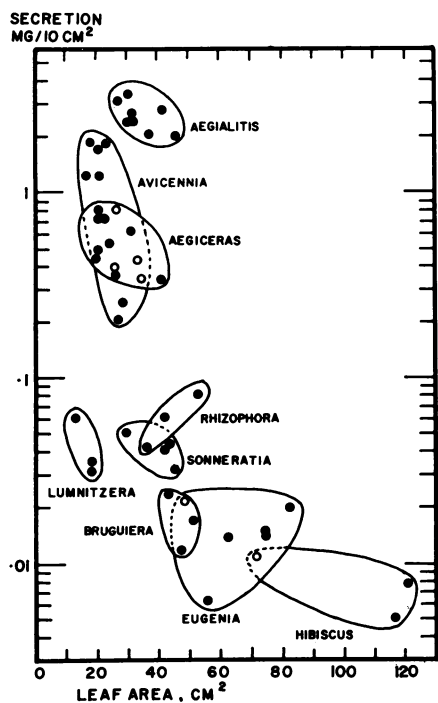 SECRETION
MG/10 CM²
AEGIALITIS
AVICENNIA
1
AEGICERAS
.1
RHIZOPHORA
SONNERATIA
LUMNITZERA
BRUGUIERA
.01
EUGENIA
HIBISCUS
0 20 40 60 80 100 120
LEAF AREA, CM²